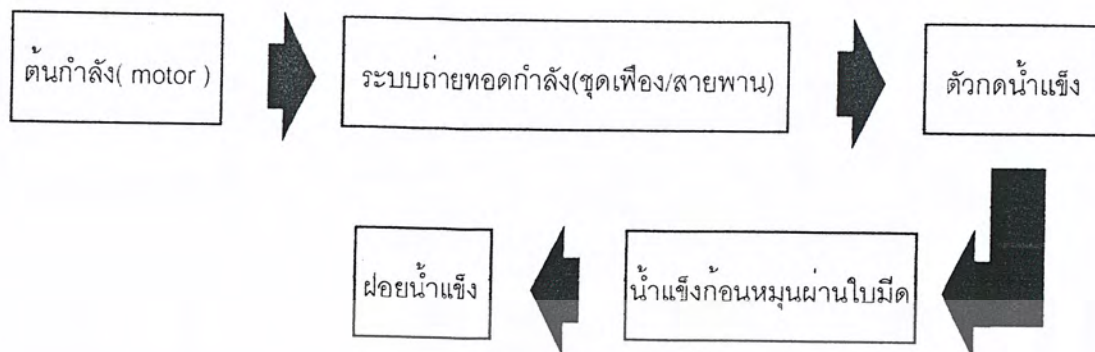 ต้นกำลัง( motor )
ระบบถ่ายทอดกำลัง(ชุดเฟือง/สายพาน)
ตัวกดน้ำแข็ง
น้ำแข็งก้อนหมุนผ่านใบมีด
ฝอยน้ำแข็ง